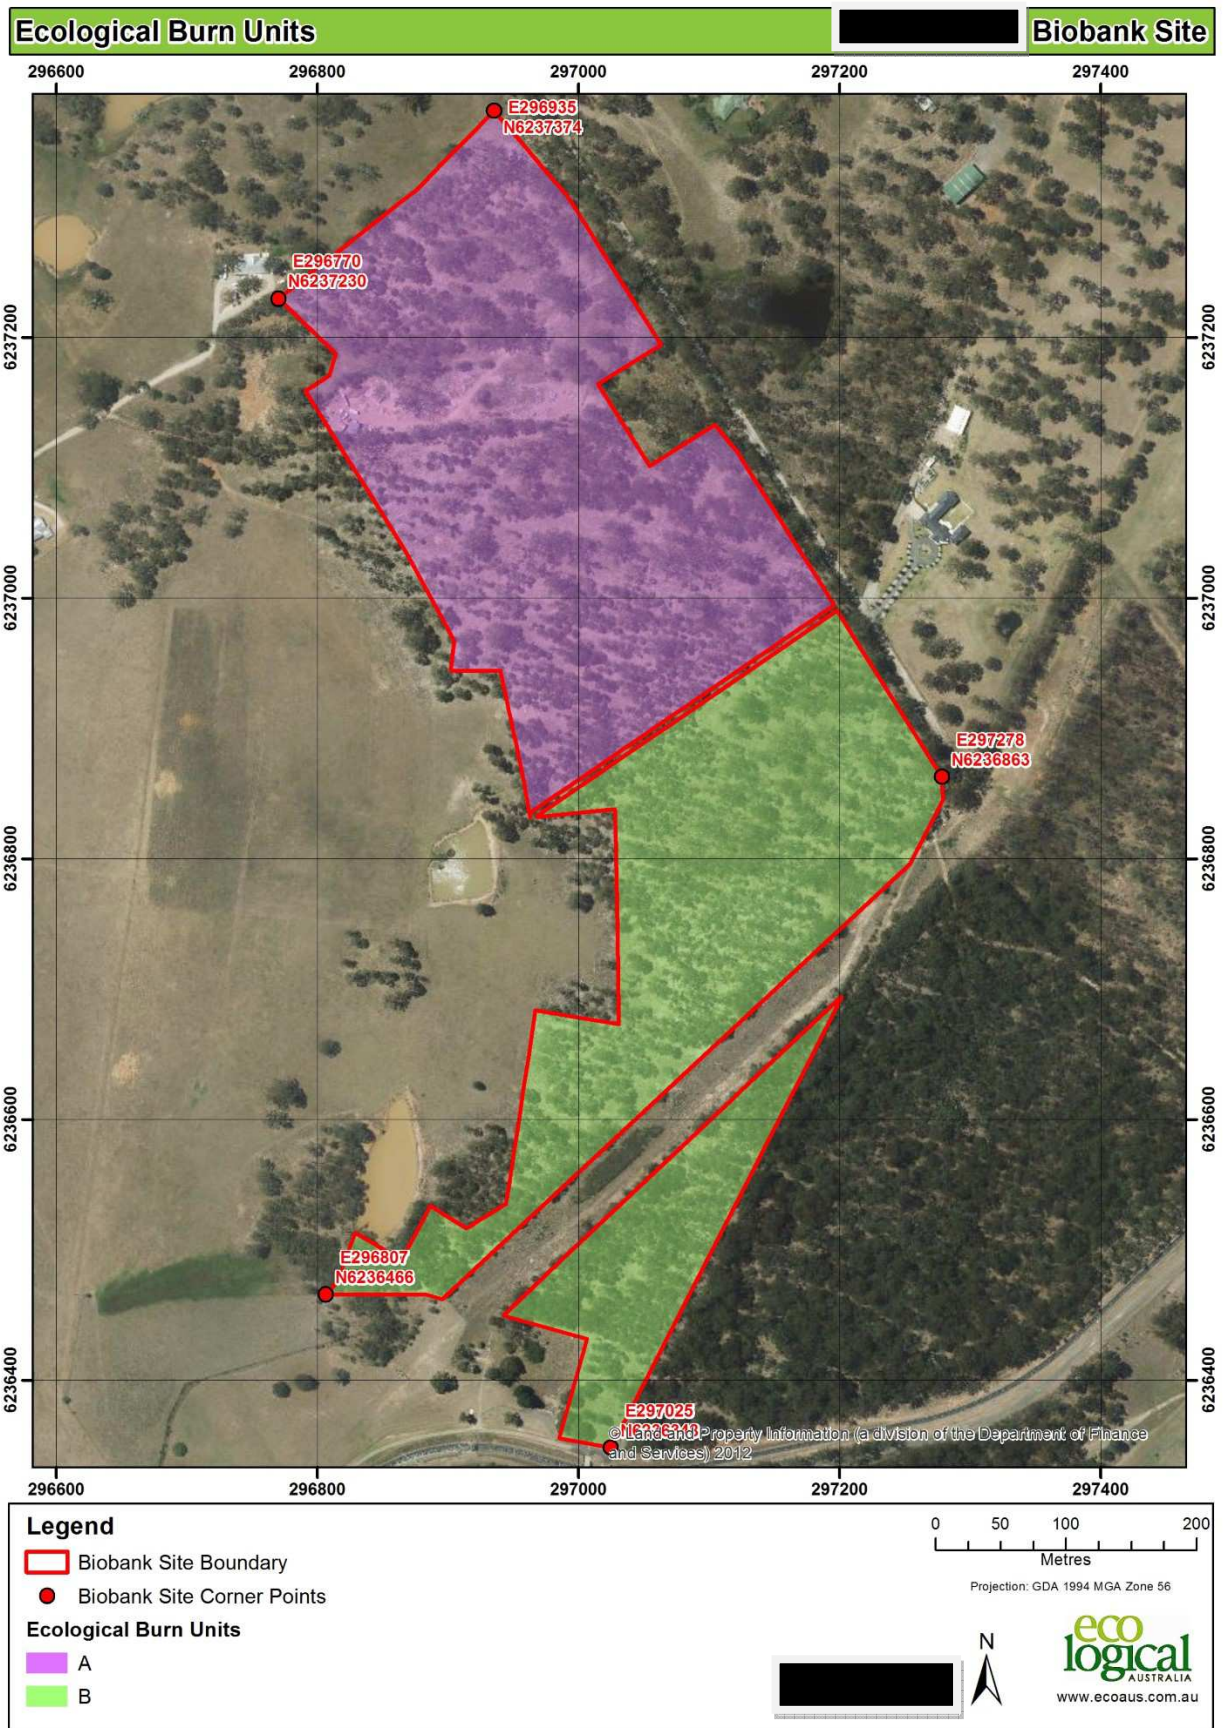 Ecological Burn Units
Biobank Site
296600 296800 297000 297200 297400
E296935
N6237374
E296770
N6237230
6237200 6237200
6237000 6237000
E297278
N6236863
6236800 6236800
6236600 6236600
E296807
N6236466
6236400 6236400
E297025
© Land and Property Information (a division of the Department of Finance
and Services) 2012
296600 296800 297000 297200 297400
Legend
Biobank Site Boundary
Biobank Site Corner Points
Ecological Burn Units
A
B
0 50 100 200
Metres
Projection: GDA 1994 MGA Zone 56
N
eco
logical
AUSTRALIA
www.ecoaus.com.au